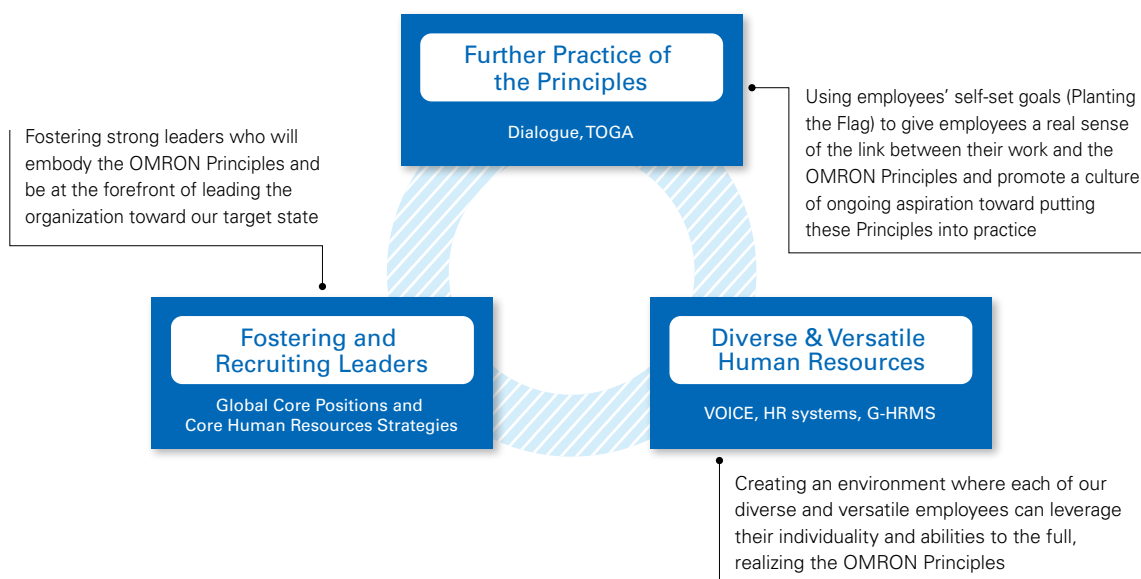 Further Practice of
the Principles
Dialogue, TOGA
Using employees’ self-set goals (Planting
the Flag) to give employees a real sense
of the link between their work and the
OMRON Principles and promote a culture
of ongoing aspiration toward putting
these Principles into practice
Fostering strong leaders who will
embody the OMRON Principles and
be at the forefront of leading the
organization toward our target state
Fostering and
Recruiting Leaders
Global Core Positions and
Core Human Resources Strategies
Diverse & Versatile
Human Resources
VOICE, HR systems, G-HRMS
Creating an environment where each of our
diverse and versatile employees can leverage
their individuality and abilities to the full,
realizing the OMRON Principles